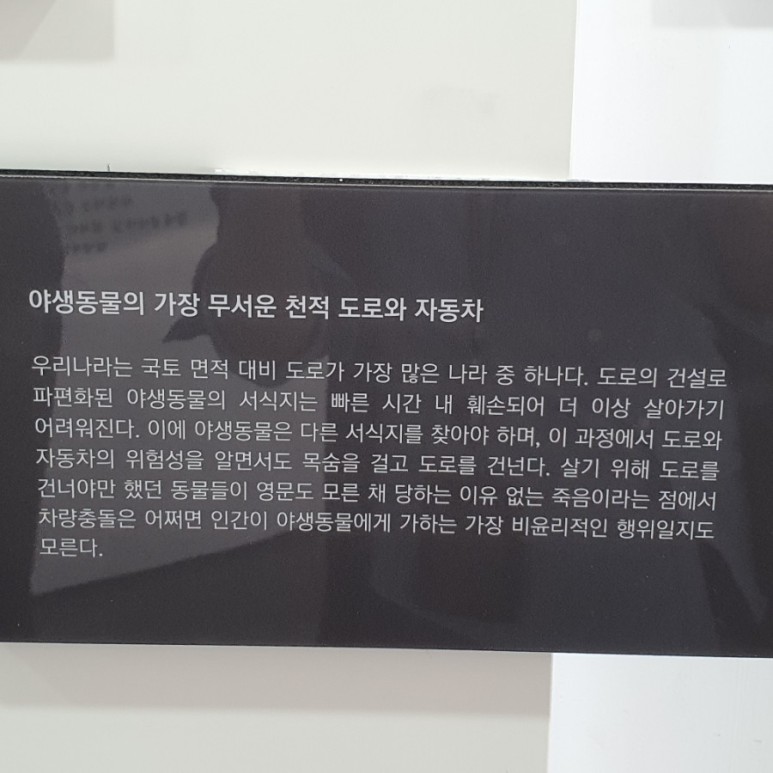 야생동물의 가장 무서운 천적 도로와 자동차
우리나라는 국토 면적 대비 도로가 가장 많은 나라 중 하나다. 도로의 건설로
파편화된 야생동물의 서식지는 빠른 시간 내 훼손되어 더 이상 살아가기
어려워진다. 이에 야생동물은 다른 서식지를 찾아야 하며, 이 과정에서 도로와
자동차의 위험성을 알면서도 목숨을 걸고 도로를 건넌다. 살기 위해 도로를
건너야만 했던 동물들이 영문도 모른 채 당하는 이유 없는 죽음이라는 점에서
차량충돌은 어쩌면 인간이 야생동물에게 가하는 가장 비윤리적인 행위일지도
모른다.